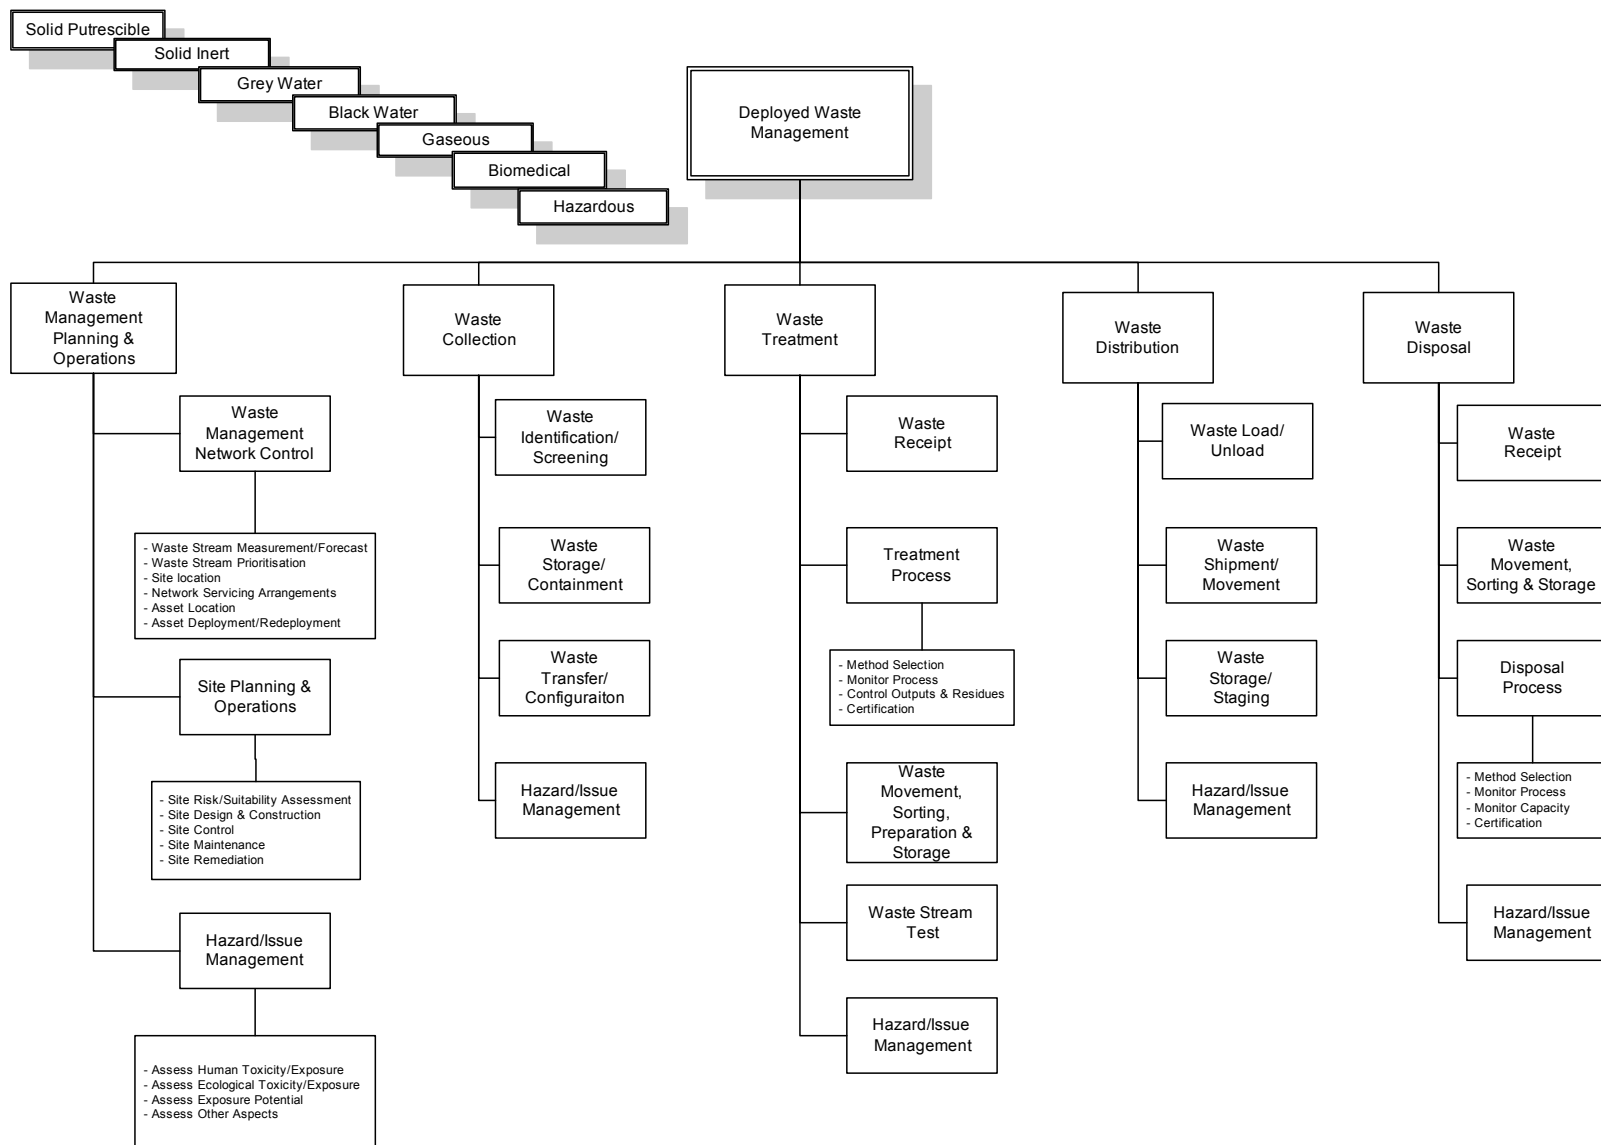 Solid Putrescible
Solid Inert
Grey Water
Black Water
Gaseous
Biomedical
Hazardous
Deployed Waste
Management
Waste
Management
Planning &
Operations
Waste
Management
Network Control
- Waste Stream Measurement/Forecast
- Waste Stream Prioritisation
- Site location
- Network Servicing Arrangements
- Asset Location
- Asset Deployment/Redeployment
Site Planning &
Operations
- Site Risk/Suitability Assessment
- Site Design & Construction
- Site Control
- Site Maintenance
- Site Remediation
Hazard/Issue
Management
- Assess Human Toxicity/Exposure
- Assess Ecological Toxicity/Exposure
- Assess Exposure Potential
- Assess Other Aspects
Waste
Collection
Waste
Identification/
Screening
Waste
Storage/
Containment
Waste
Transfer/
Configuraiton
Hazard/Issue
Management
Waste
Treatment
Waste
Receipt
Treatment
Process
- Method Selection
- Monitor Process
- Control Outputs & Residues
- Certification
Waste
Movement,
Sorting,
Preparation &
Storage
Waste Stream
Test
Hazard/Issue
Management
Waste
Distribution
Waste Load/
Unload
Waste
Shipment/
Movement
Waste
Storage/
Staging
Hazard/Issue
Management
Waste
Disposal
Waste
Receipt
Waste
Movement,
Sorting & Storage
Disposal
Process
- Method Selection
- Monitor Process
- Monitor Capacity
- Certification
Hazard/Issue
Management